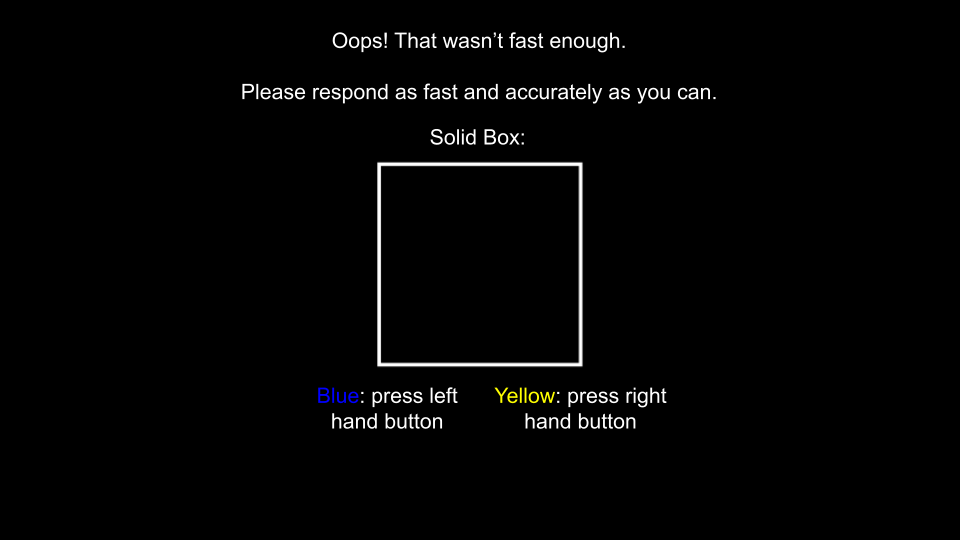 Oops! That wasn’t fast enough.
Please respond as fast and accurately as you can.
Solid Box:
Blue: press left
hand button
Yellow: press right
hand button